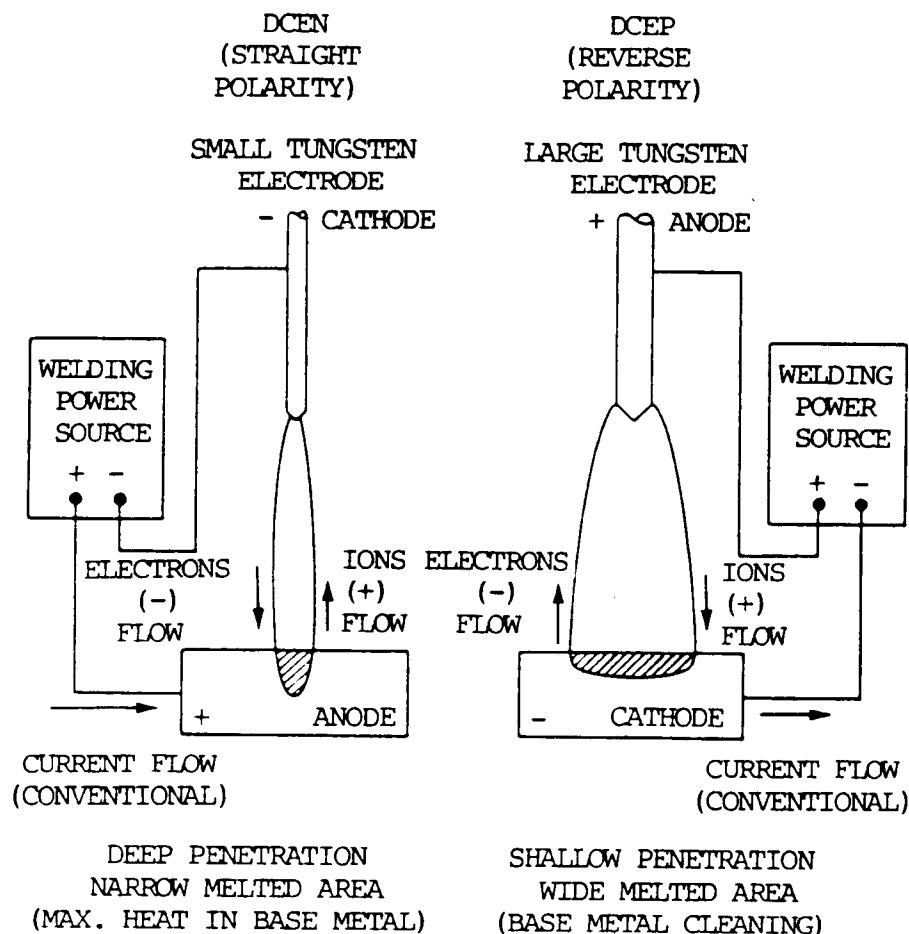 DCEN
(STRAIGHT
POLARITY)
SMALL TUNGSTEN
ELECTRODE
- CATHODE
WELDING
POWER
SOURCE
+ -
ELECTRONS
(-)
FLOW
IONS
(+)
FLOW
+ ANODE
CURRENT FLOW
(CONVENTIONAL)
DEEP PENETRATION
NARROW MELTED AREA
(MAX. HEAT IN BASE METAL)
DCEP
(REVERSE
POLARITY)
LARGE TUNGSTEN
ELECTRODE
+ ANODE
WELDING
POWER
SOURCE
+ -
ELECTRONS
(-)
FLOW
IONS
(+)
FLOW
- CATHODE
CURRENT FLOW
(CONVENTIONAL)
SHALLOW PENETRATION
WIDE MELTED AREA
(BASE METAL CLEANING)